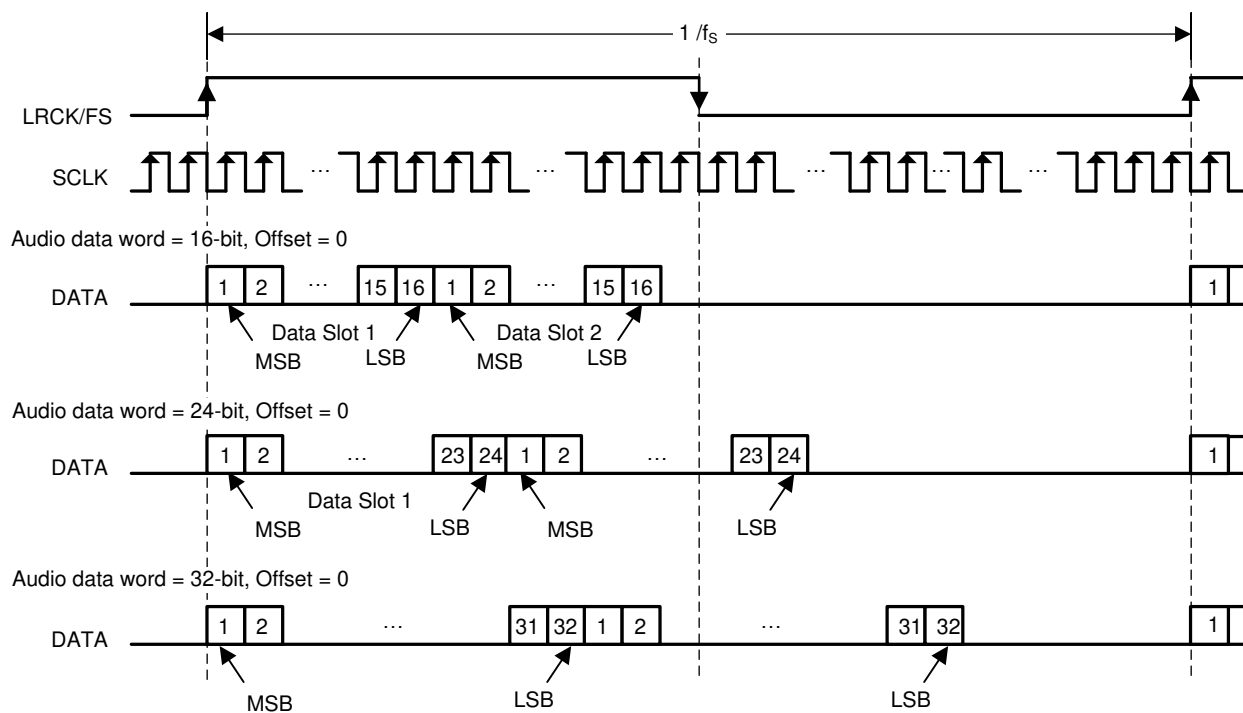 1 /fS
LRCK/FS
SCLK … … … … …
Audio data word = 16-bit, Offset = 0
DATA 1 2 … 15 16 1 2 … 15 16 1
Data Slot 1 Data Slot 2
MSB LSB MSB LSB
Audio data word = 24-bit, Offset = 0
DATA 1 2 … 23 24 1 2 … 23 24 1
Data Slot 1
MSB LSB MSB LSB
Audio data word = 32-bit, Offset = 0
DATA 1 2 … 31 32 1 2 … 31 32 1
MSB LSB LSB